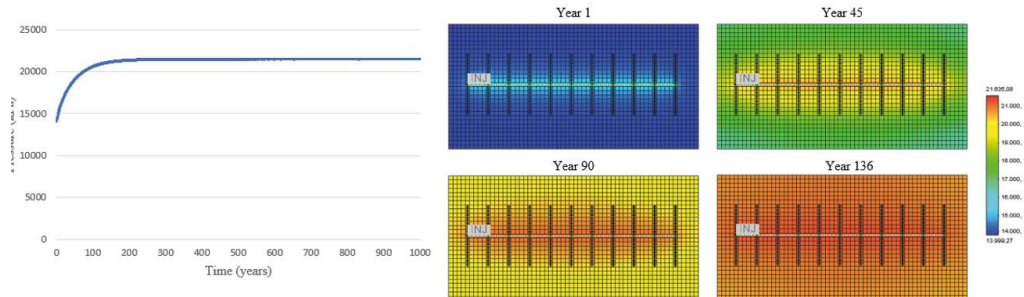 25000
20000
15000
10000
5000
0
0 100 200 300 400 500 600 700 800 900 1000
Time (years)
Year 1
INJ
Year 45
INJ
Year 90
INJ
Year 136
INJ
21.635,08
21.000,
20.000,
19.000,
18.000,
17.000,
16.000,
15.000,
14.000,
13.999,27